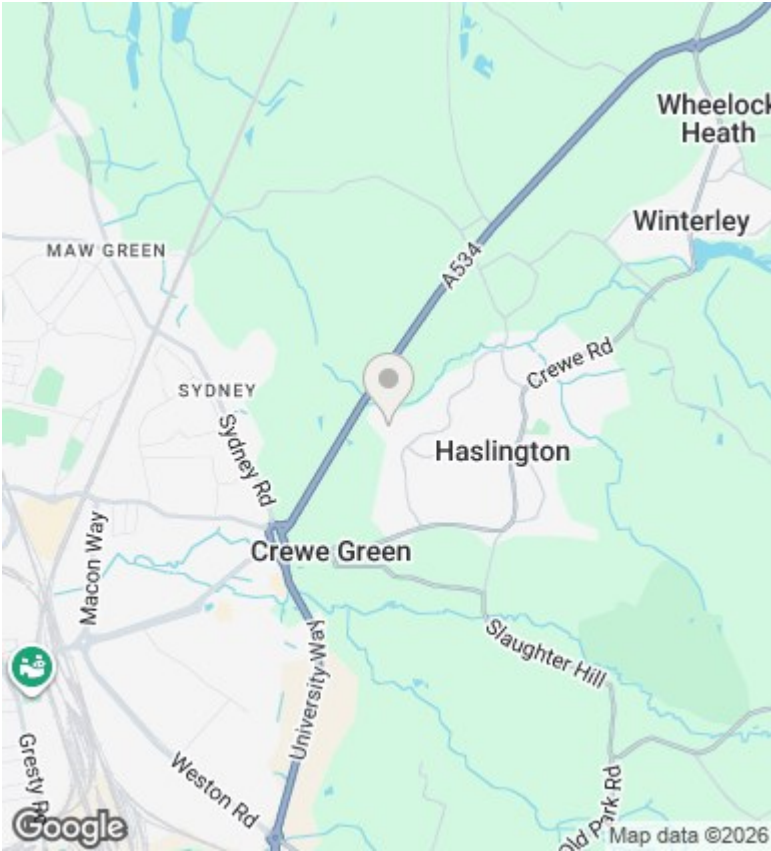 Wheelock
Heath
Winterley
MAW GREEN
A534
Crewe Rd
SYDNEY
Sydney Rd
Haslington
Macon Way
Crewe Green
University Way
Slaughter Hill
Gresty Rd
Weston Rd
Old Park Rd
Google
Map data ©2026